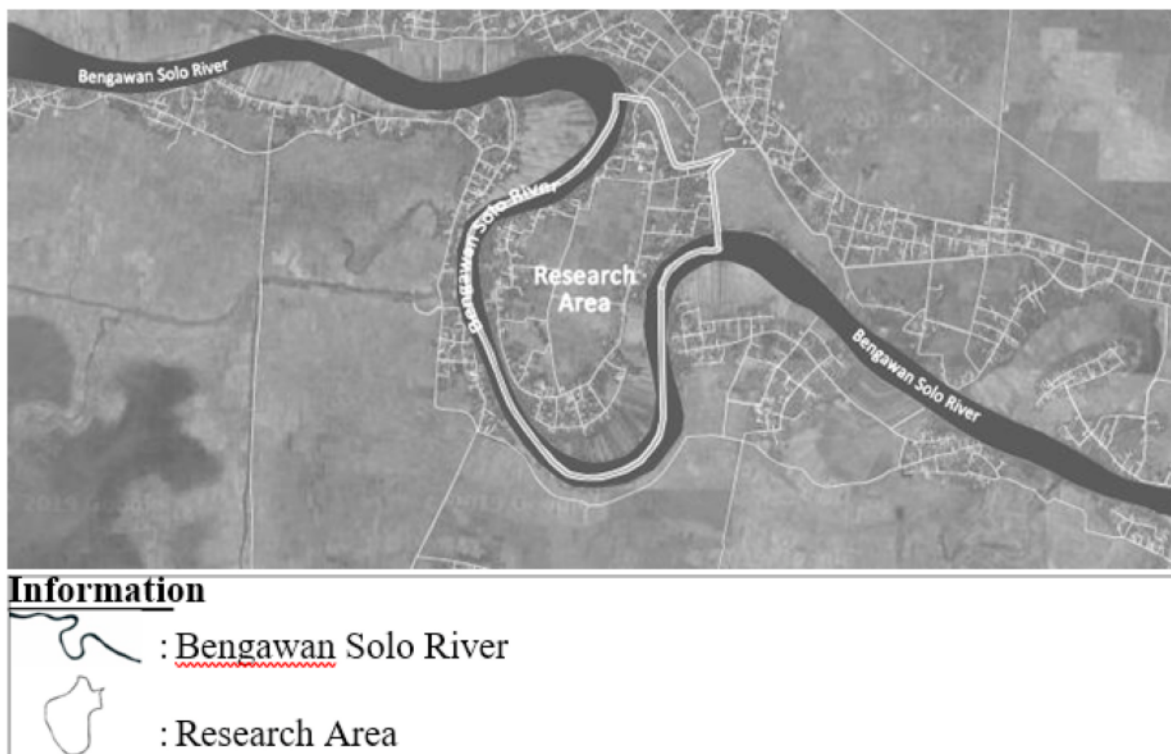 Bengawan Solo River
Bengawan Solo River
Research
Area
Bengawan Solo River
Information
: Bengawan Solo River
: Research Area